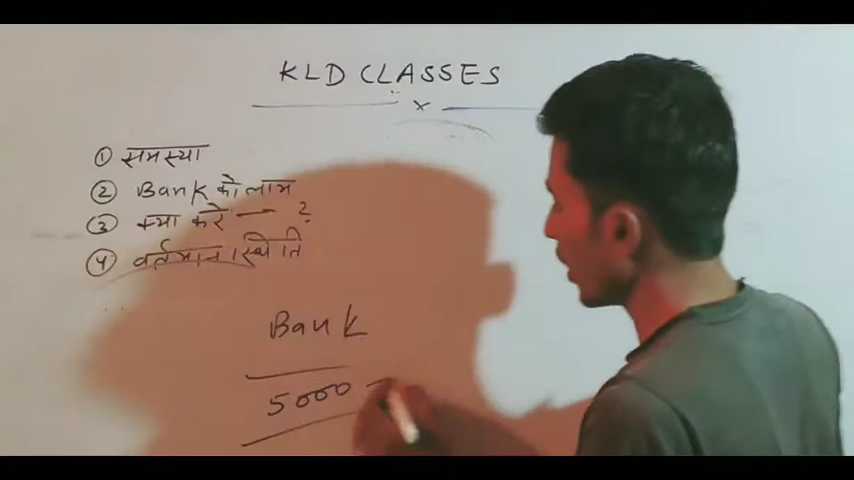 KLD CLASSES
x
① समस्या
② Bank को लाभ
③ क्या करे — ?
④ वर्तमान स्थिति
Bank
5000 -